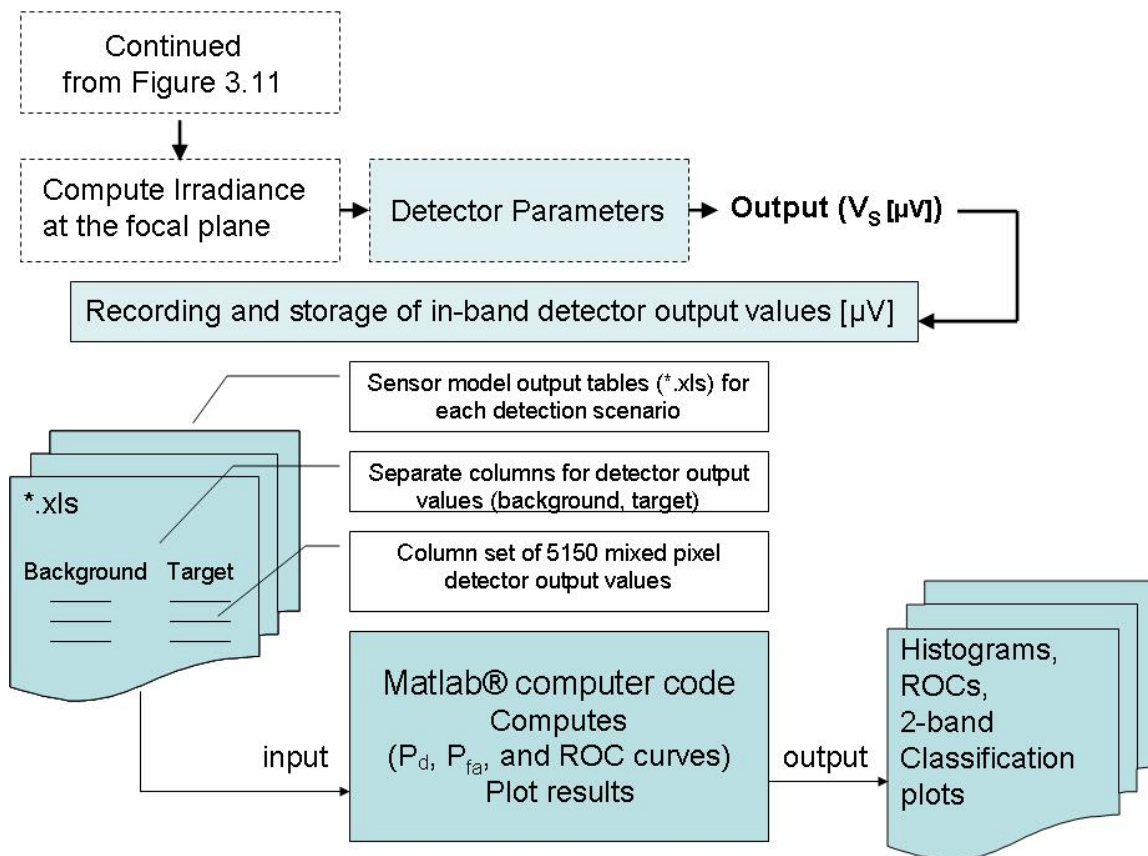 Continued
from Figure 3.11
Compute Irradiance
at the focal plane
Detector Parameters
Output (VS [µV])
Recording and storage of in-band detector output values [µV]
Sensor model output tables (*.xls) for
each detection scenario
Separate columns for detector output
values (background, target)
Column set of 5150 mixed pixel
detector output values
*.xls
Background Target
Matlab® computer code
Computes
(Pd, Pfa, and ROC curves)
Plot results
input
output
Histograms,
ROCs,
2-band
Classification
plots